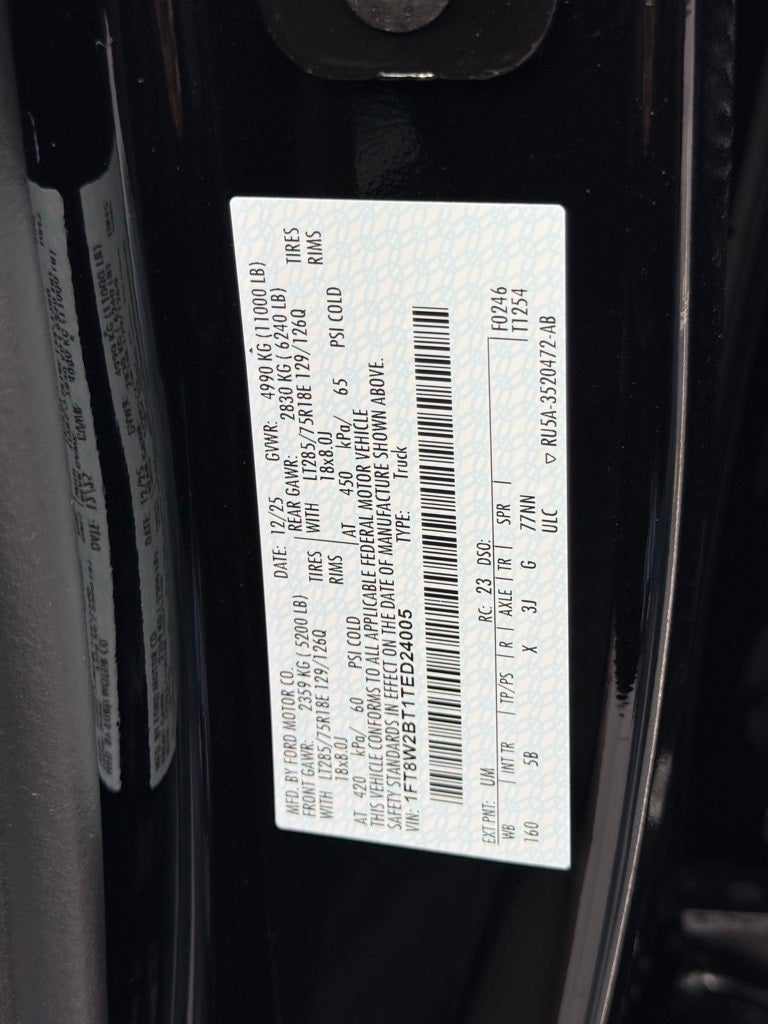 MFD. BY FORD MOTOR CO.
DATE: 12/25 GVWR: 4990 KG (11000 LB)
FRONT GAWR: 2359 KG ( 5200 LB) REAR GAWR: 2830 KG ( 6240 LB)
WITH LT285/75R18E 129/126Q TIRES WITH LT285/75R18E 129/126Q TIRES
18x8.0J RIMS 18x8.0J RIMS
AT 420 kPa/ 60 PSI COLD AT 450 kPa/ 65 PSI COLD
THIS VEHICLE CONFORMS TO ALL APPLICABLE FEDERAL MOTOR VEHICLE
SAFETY STANDARDS IN EFFECT ON THE DATE OF MANUFACTURE SHOWN ABOVE.
VIN: 1FT8W2BT1TED24005 TYPE: Truck
EXT PNT: UM RC: 23 DSO:
WB INT TR TP/PS R AXLE TR SPR F0246
160 5B X 3J G 77NN T1254
ULC ▽ RU5A-3520472-AB